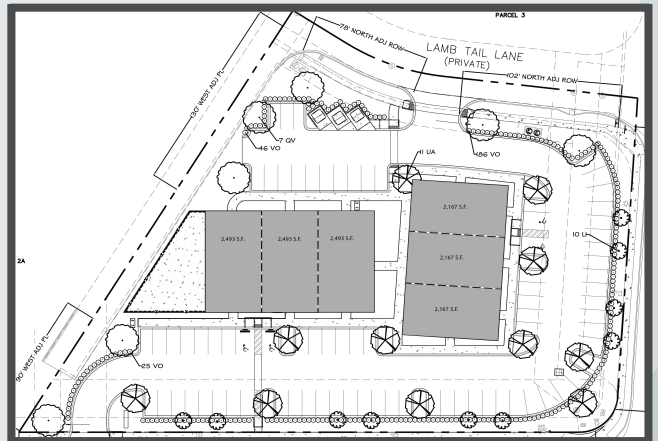 PARCEL 3
78' NORTH ADJ ROW
LAMB TAIL LANE
(PRIVATE)
102' NORTH ADJ ROW
130' WEST ADJ PL
7 QV
46 VO
186 VO
11 UA
2,167 S.F.
2,493 S.F.
2,493 S.F.
2,493 S.F.
10 LI
2,167 S.F.
2A
2,167 S.F.
90' WEST ADJ PL
25 VO